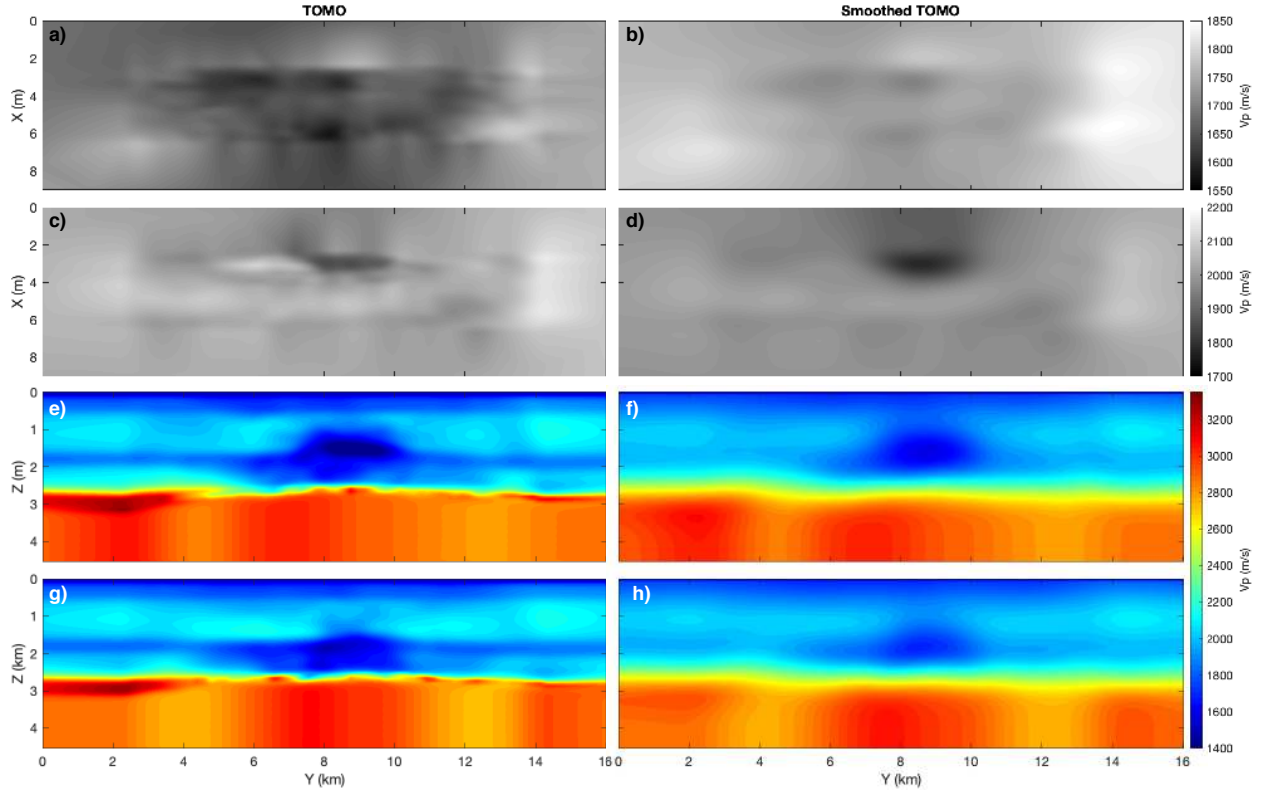 TOMO
Smoothed TOMO
a)
b)
0
2
4
6
8
X (m)
1850
1800
1750
1700
1650
1600
1550
Vp (m/s)
c)
d)
0
2
4
6
8
X (m)
2200
2100
2000
1900
1800
1700
Vp (m/s)
e)
f)
0
1
2
3
4
Z (m)
g)
h)
0
1
2
3
4
Z (km)
3200
3000
2800
2600
2400
2200
2000
1800
1600
1400
Vp (m/s)
0 2 4 6 8 10 12 14 16
Y (km)
0 2 4 6 8 10 12 14 16
Y (km)